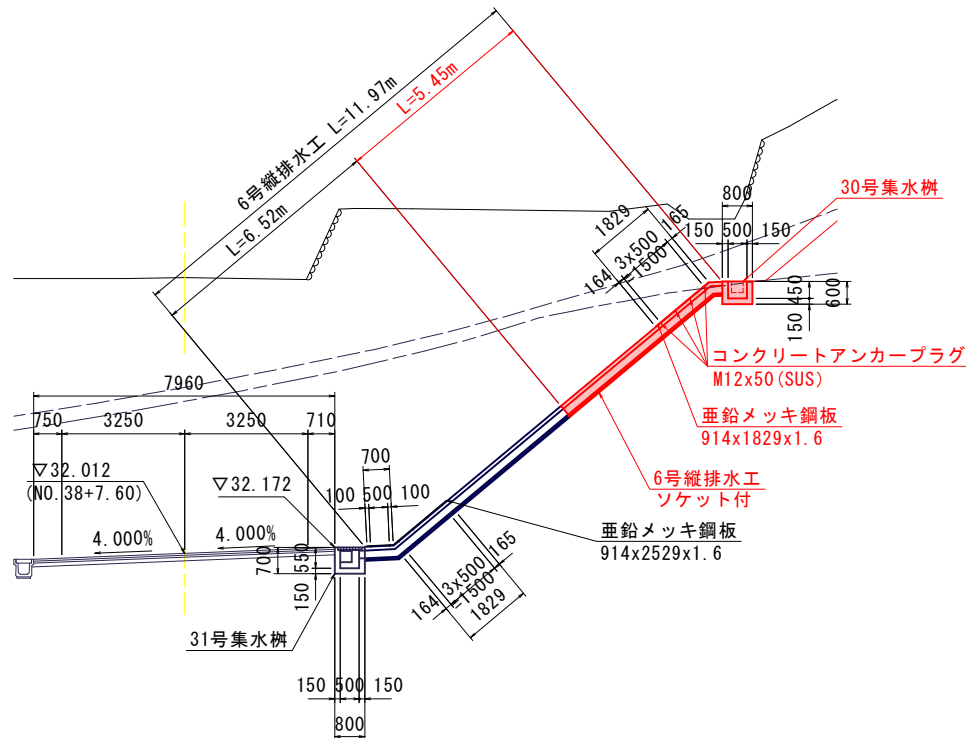 6号縦排水工 L=11.97m
L=5.45m
L=6.52m
30号集水桝
800
150 500 150
1829
164 3x500 165
=1500
450
150
600
コンクリートアンカープラグ
M12x50(SUS)
亜鉛メッキ鋼板
914x1829x1.6
6号縦排水工
ソケット付
7960
750 3250 3250 710
▽32.012
(NO.38+7.60)
▽32.172
700
100 500 100
4.000%
4.000%
亜鉛メッキ鋼板
914x2529x1.6
700
550
150
164 3x500 165
=1500
1829
31号集水桝
150 500 150
800